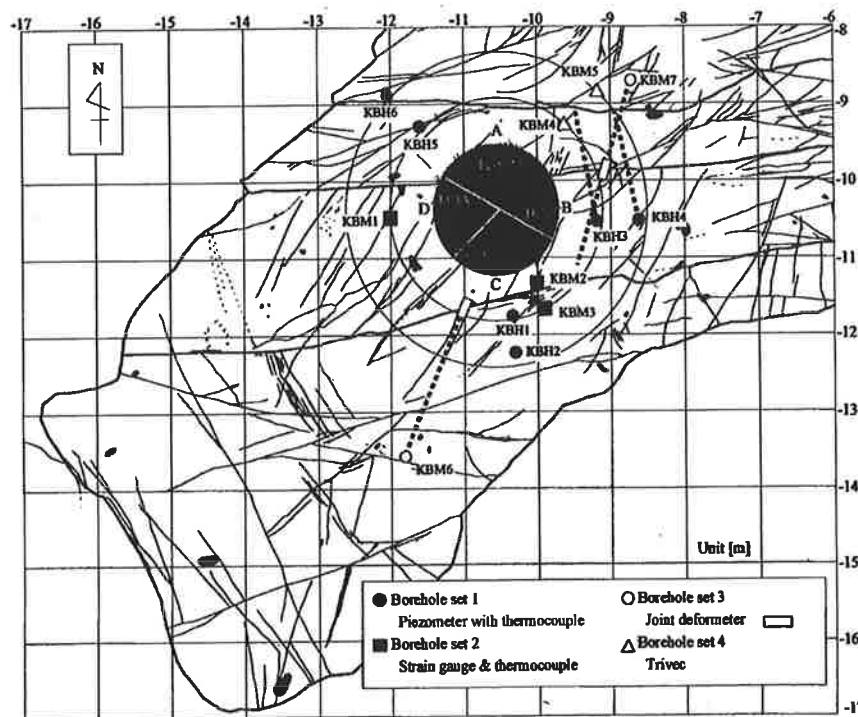 -17 -16 -15 -14 -13 -12 -11 -10 -9 -8 -7 -6
-8
N
KBM5
KBM7
-9
KBH6
KBM4
A
KBH5
-10
KBM1
D
B
KBH3
KBH4
-11
KBM2
C
KBM3
KBH1
-12
KBH2
-13
KBM6
-14
Unit [m]
-15
Borehole set 1
Piezometer with thermocouple
Borehole set 2
Strain gauge & thermocouple
Borehole set 3
Joint deformeter
Borehole set 4
Trivec
-16